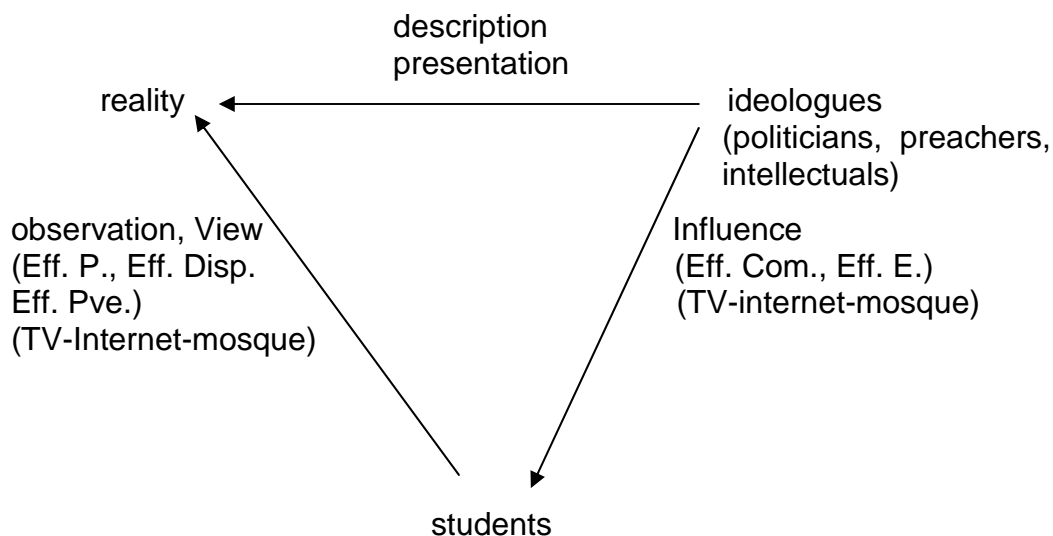 description
presentation
reality
ideologues
(politicians, preachers,
intellectuals)
observation, View
(Eff. P., Eff. Disp.
Eff. Pve.)
(TV-Internet-mosque)
Influence
(Eff. Com., Eff. E.)
(TV-internet-mosque)
students